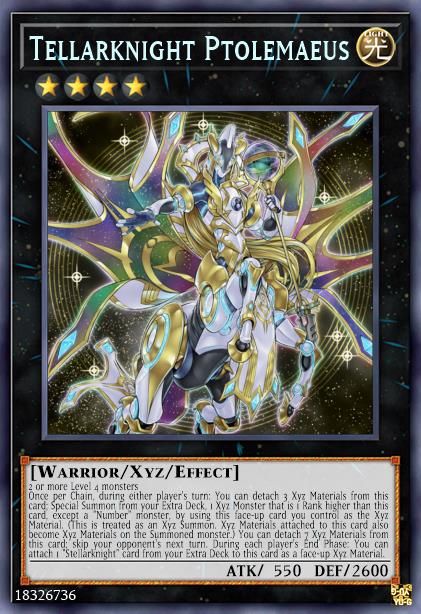 TELLARKNIGHT PTOLEMAEUS
LIGHT
光
[WARRIOR/XYZ/EFFECT]
2 or more Level 4 monsters
Once per Chain, during either player's turn: You can detach 3 Xyz Materials from this
card; Special Summon from your Extra Deck, 1 Xyz Monster that is 1 Rank higher than this
card, except a "Number" monster, by using this face-up card you control as the Xyz
Material. (This is treated as an Xyz Summon. Xyz Materials attached to this card also
become Xyz Materials on the Summoned monster.) You can detach 7 Xyz Materials from
this card; skip your opponent's next turn. During each player's End Phase: You can
attach 1 "Stellarknight" card from your Extra Deck to this card as a face-up Xyz Material.
ATK/ 550 DEF/2600
18326736